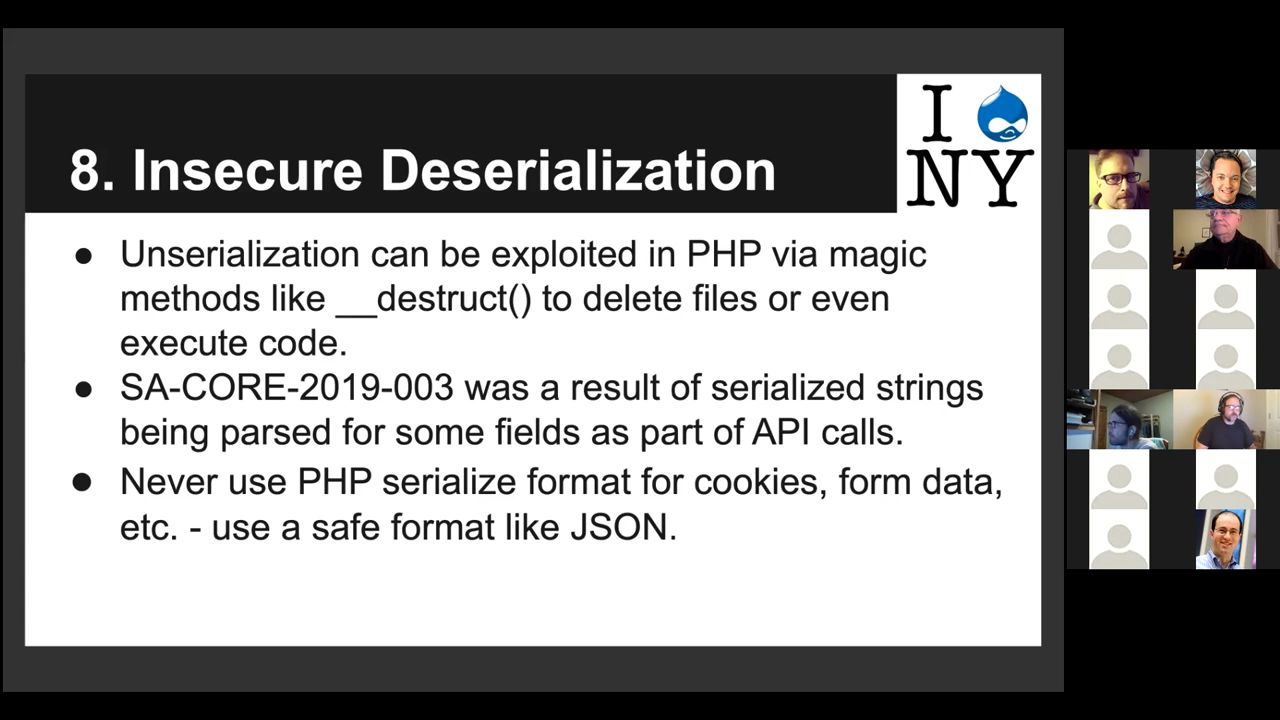 8. Insecure Deserialization
I
NY
● Unserialization can be exploited in PHP via magic
methods like __destruct() to delete files or even
execute code.
● SA-CORE-2019-003 was a result of serialized strings
being parsed for some fields as part of API calls.
● Never use PHP serialize format for cookies, form data,
etc. - use a safe format like JSON.